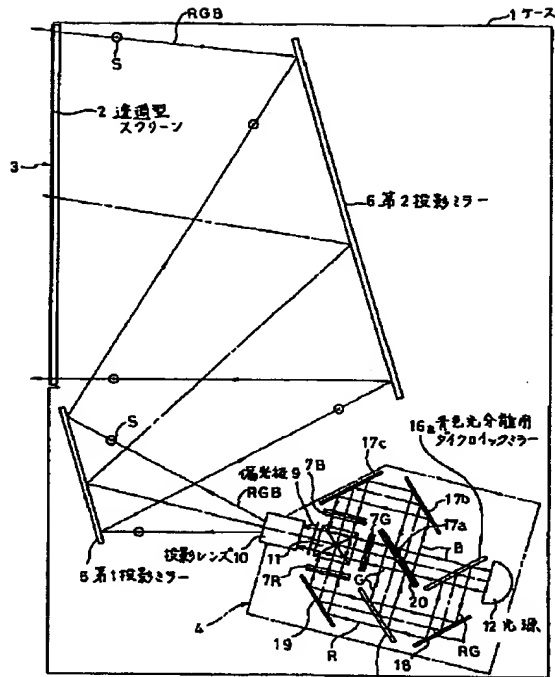 RGB
1 ケース
S
2 透過型
スクリーン
3
6 第2投影ミラー
S
16a 青色光分離用
ダイクロイックミラー
17c
偏光板 9
7B
17b
RGB
17a
7G
B
投影レンズ 10
11
5 第1投影ミラー
7R
G
20
12 光源
4
19
R
18
RG